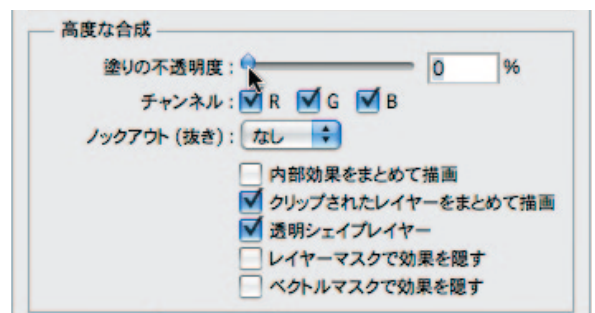 高度な合成
塗りの不透明度 : 0 %
チャンネル : R G B
ノックアウト (抜き) : なし
内部効果をまとめて描画
クリップされたレイヤーをまとめて描画
透明シェイプレイヤー
レイヤーマスクで効果を隠す
ベクトルマスクで効果を隠す